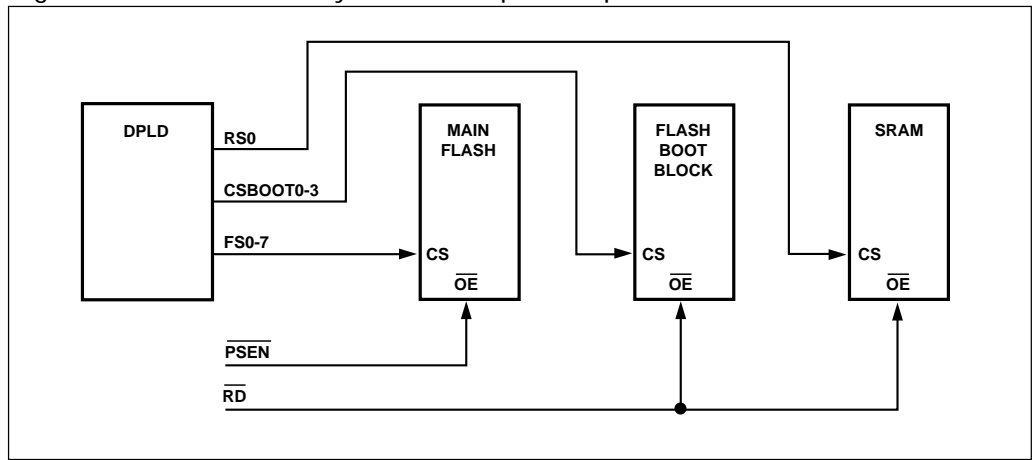 DPLD
RS0
CSBOOT0-3
FS0-7
MAIN
FLASH
CS
OE
FLASH
BOOT
BLOCK
CS
OE
SRAM
CS
OE
PSEN
RD